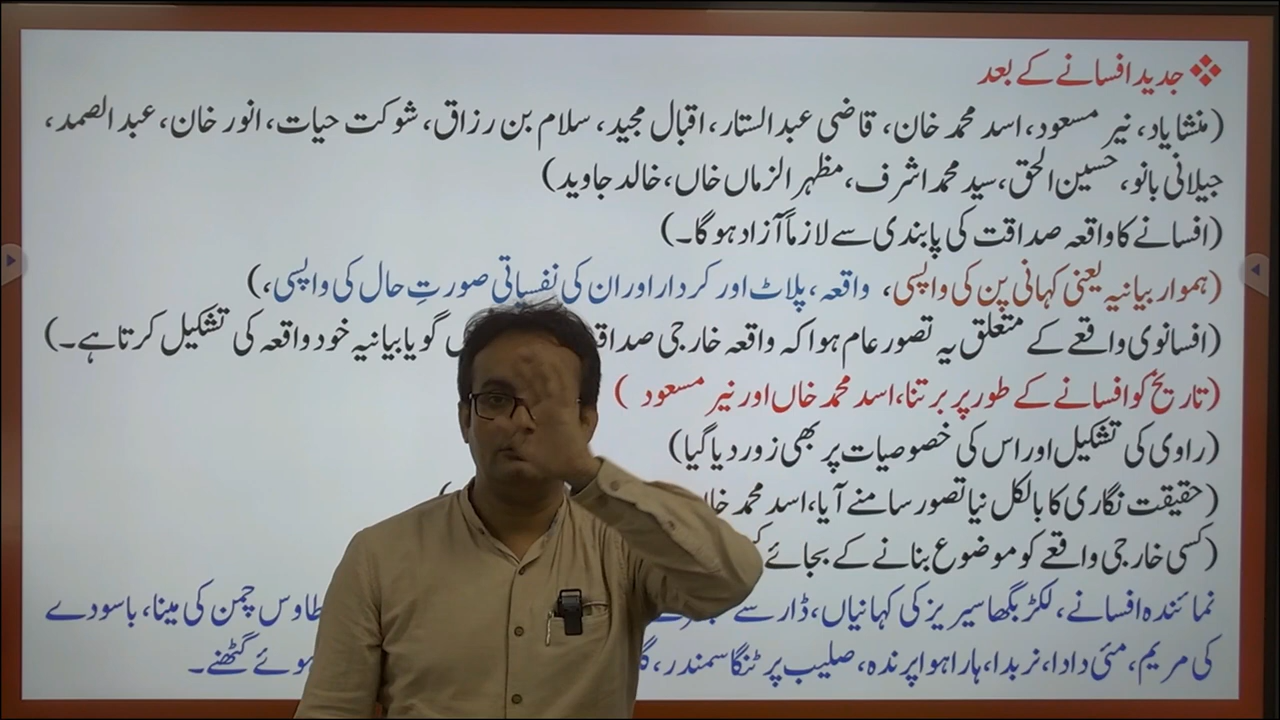 ❖ جدید افسانے کے بعد
(منشا یاد، نیر مسعود، اسد محمد خان، قاضی عبد الستار، اقبال مجید، سلام بن رزاق، شوکت حیات، انور خان، عبد الصمد،
جیلانی بانو، حسین الحق، سید محمد اشرف، مظہر الزماں خاں، خالد جاوید)
(افسانے کا واقعہ صداقت کی پابندی سے لازماً آزاد ہو گا۔)
(ہموار بیانیہ یعنی کہانی پن کی واپسی، واقعہ، پلاٹ اور کردار اور ان کی نفسیاتی صورتِ حال کی واپسی،)
(افسانوی واقعے کے متعلق یہ تصور عام ہوا کہ واقعہ خارجی گویا بیانیہ خود واقعہ کی تشکیل کرتا ہے۔)
(تاریخ کو افسانے کے طور پر برتنا، اسد محمد خاں اور نیر مسعود )
(راوی کی تشکیل اور اس کی خصوصیات پر بھی زور دیا گیا)
(حقیقت نگاری کا بالکل نیا تصور سامنے آیا، اسد محمد
(کسی خارجی واقعے کو موضوع بنانے کے بجائے
نمائندہ افسانے، لکڑ بگھا سیریز کی کہانیاں، ڈار سے طاوس چمن کی مینا، باسودے
کی مریم، مئی دادا، نربدا، ہارا ہوا پرندہ، صلیب پر ٹنگا سمندر، ہوئے گھٹنے۔